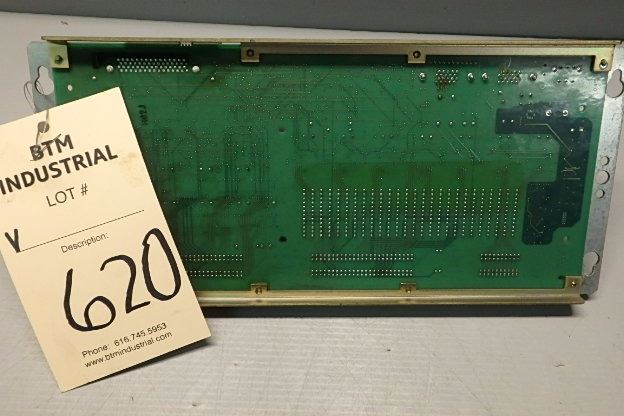 BTM
INDUSTRIAL
LOT #
V
Description:
620
Phone: 616.745.5953
www.btmindustrial.com